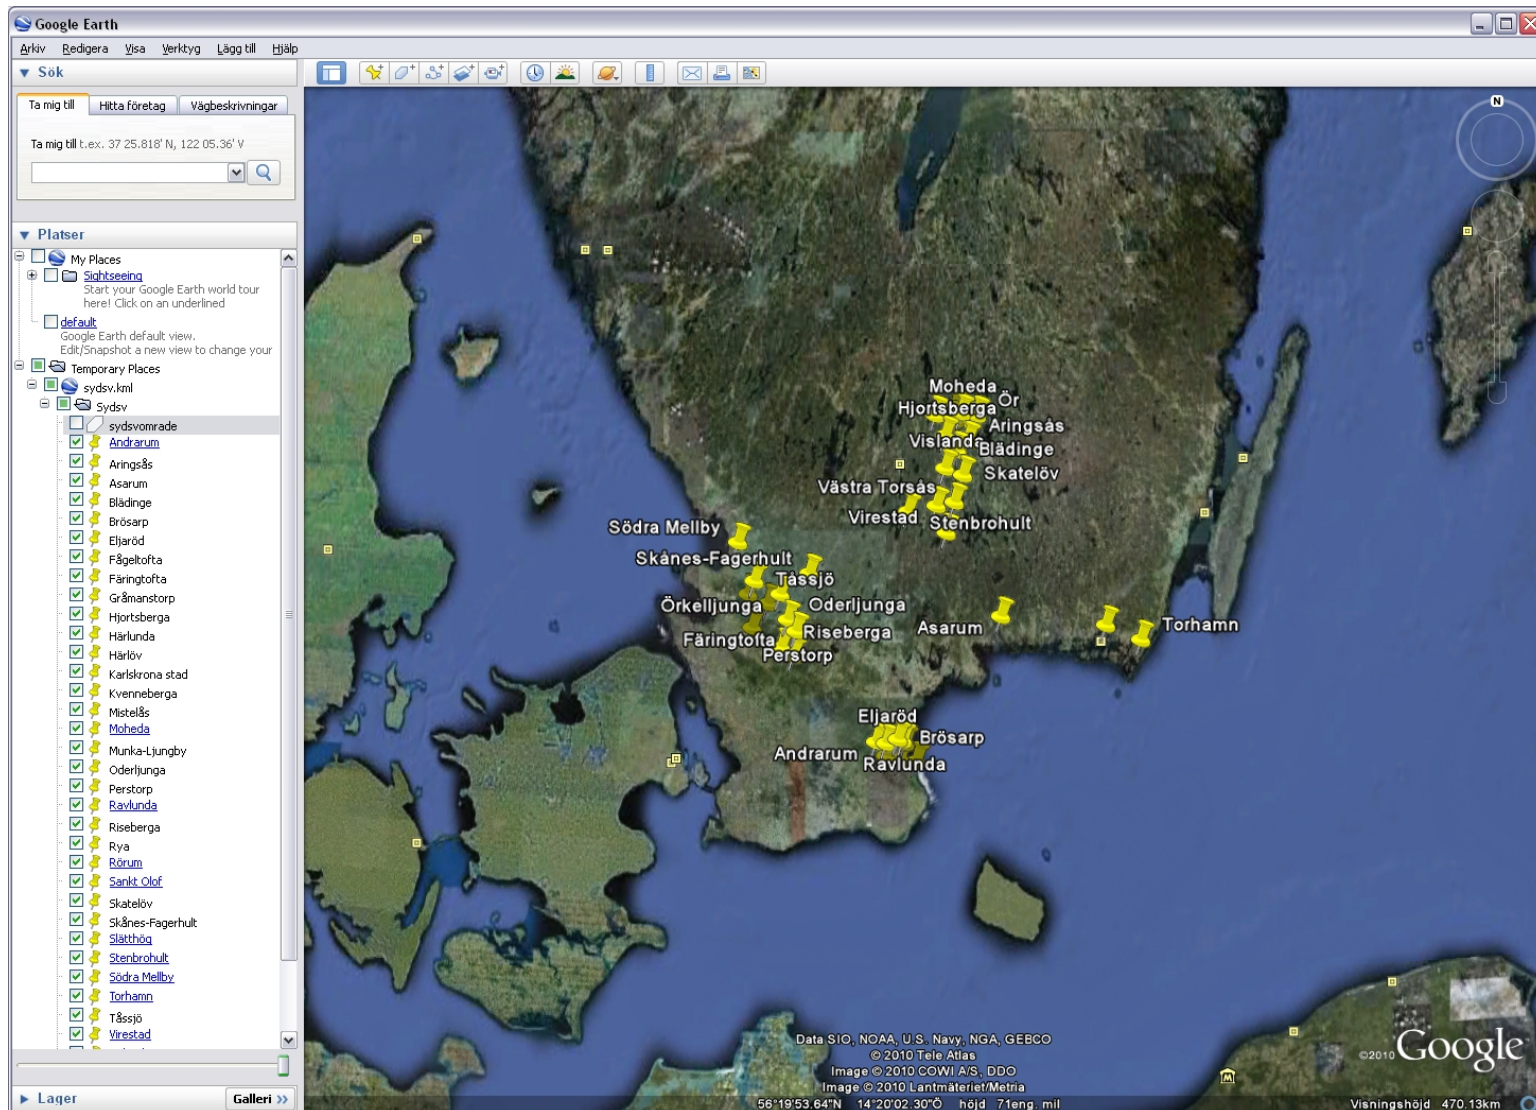 Google Earth
Arkiv Redigera Visa Verktyg Lägg till Hjälp
Sök
Ta mig till Hitta företag Vägbeskrivningar
Ta mig till t.ex. 37 25.818' N, 122 05.36' V
Platser
My Places
Sightseeing
Start your Google Earth world tour
here! Click on an underlined
default
Google Earth default view.
Edit/Snapshot a new view to change your
Temporary Places
sydsv.kml
Sydsv
sydsvomrade
Andrarum
Aringsås
Asarum
Blädinge
Brösarp
Eljaröd
Fågeltofta
Färingtofta
Gråmanstorp
Hjortsberga
Härlunda
Härlöv
Karlskrona stad
Kvenneberga
Mistelås
Moheda
Munka-Ljungby
Oderljunga
Perstorp
Ravlunda
Riseberga
Rya
Rörum
Sankt Olof
Skatelöv
Skånes-Fagerhult
Slätthög
Stenbrohult
Södra Mellby
Torhamn
Tåssjö
Virestad
Lager Galleri >>
N
Moheda
Ör
Hjortsberga
Aringsås
Vislanda
Blädinge
Skatelöv
Västra Torsås
Virestad
Stenbrohult
Södra Mellby
Skånes-Fagerhult
Tåssjö
Örkelljunga
Oderljunga
Asarum
Torhamn
Riseberga
Färingtofta
Perstorp
Eljaröd
Brösarp
Andrarum
Ravlunda
Data SIO, NOAA, U.S. Navy, NGA, GEBCO
© 2010 Tele Atlas
Image © 2010 COWI A/S, DDO
Image © 2010 Lantmäteriet/Metria
©2010 Google
56°19'53.64"N 14°20'02.30"Ö höjd 71eng. mil
Visningshöjd 470.13km